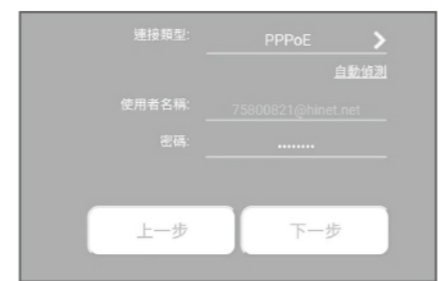 連接類型: PPPoE
自動偵測
使用者名稱: 75800821@hinet.net
密碼: ••••••••
上一步 下一步